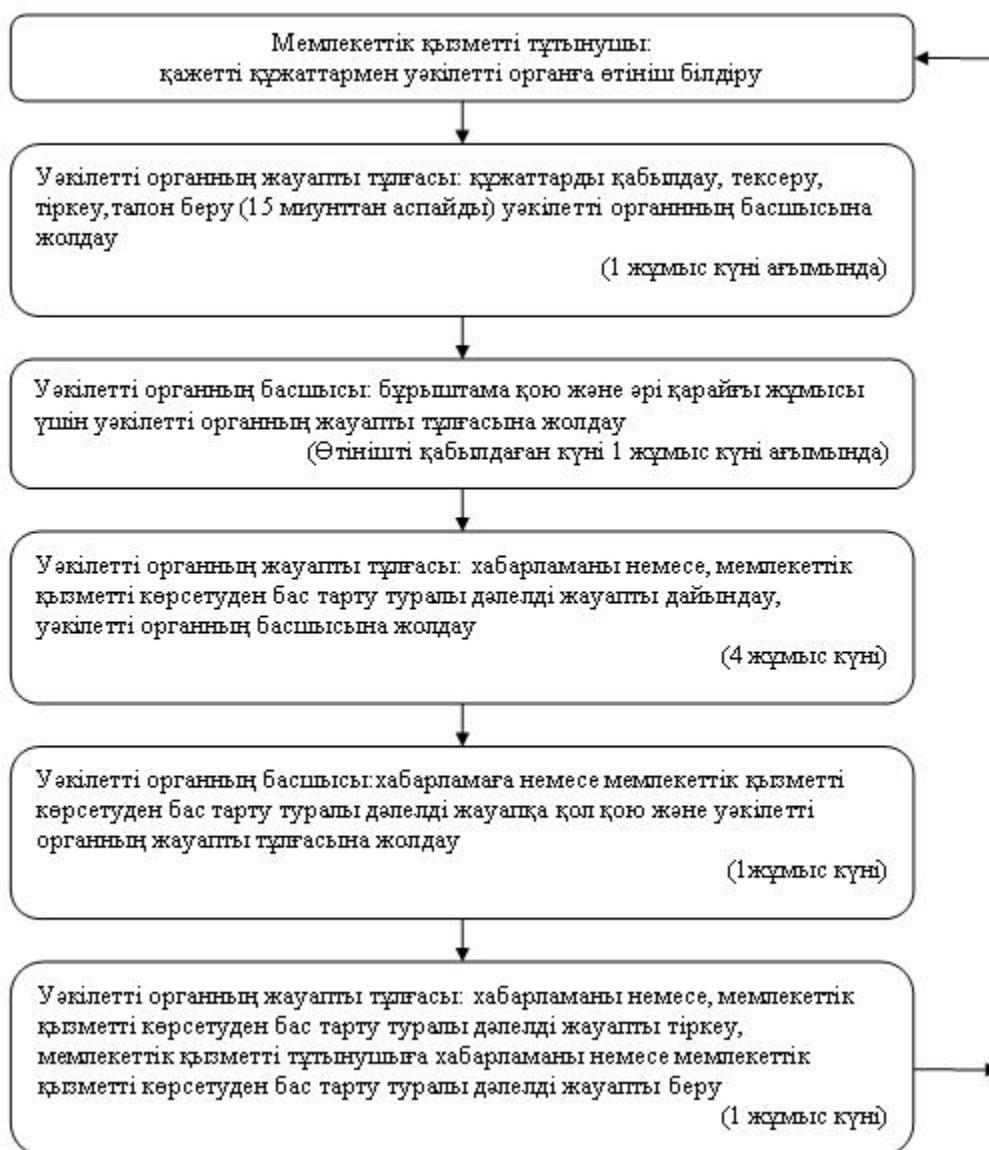 Мемлекеттік қызметті тұтынушы:
қажетті құжаттармен уәкілетті органға өтініш білдіру
Уәкілетті органның жауапты тұлғасы: құжаттарды қабылдау, тексеру,
тіркеу,талон беру (15 миунттан аспайды) уәкілетті органнның басшысына
жолдау
(1 жұмыс күні ағымында)
Уәкілетті органның басшысы: бұрыштама қою және әрі қарайғы жұмысы
үшін уәкілетті органның жауапты тұлғасына жолдау
(Өтінішті қабылдаған күні 1 жұмыс күні ағымында)
Уәкілетті органның жауапты тұлғасы: хабарламаны немесе, мемлекеттік
қызметті көрсетуден бас тарту туралы дәлелді жауапты дайындау,
уәкілетті органның басшысына жолдау
(4 жұмыс күні)
Уәкілетті органның басшысы:хабарламаға немесе мемлекеттік қызметті
көрсетуден бас тарту туралы дәлелді жауапқа қол қою және уәкілетті
органның жауапты тұлғасына жолдау
(1жұмыс күні)
Уәкілетті органның жауапты тұлғасы: хабарламаны немесе, мемлекеттік
қызметті көрсетуден бас тарту туралы дәлелді жауапты тіркеу,
мемлекеттік қызметті тұтынушыға хабарламаны немесе мемлекеттік
қызметті көрсетуден бас тарту туралы дәлелді жауапты беру
(1 жұмыс күні)